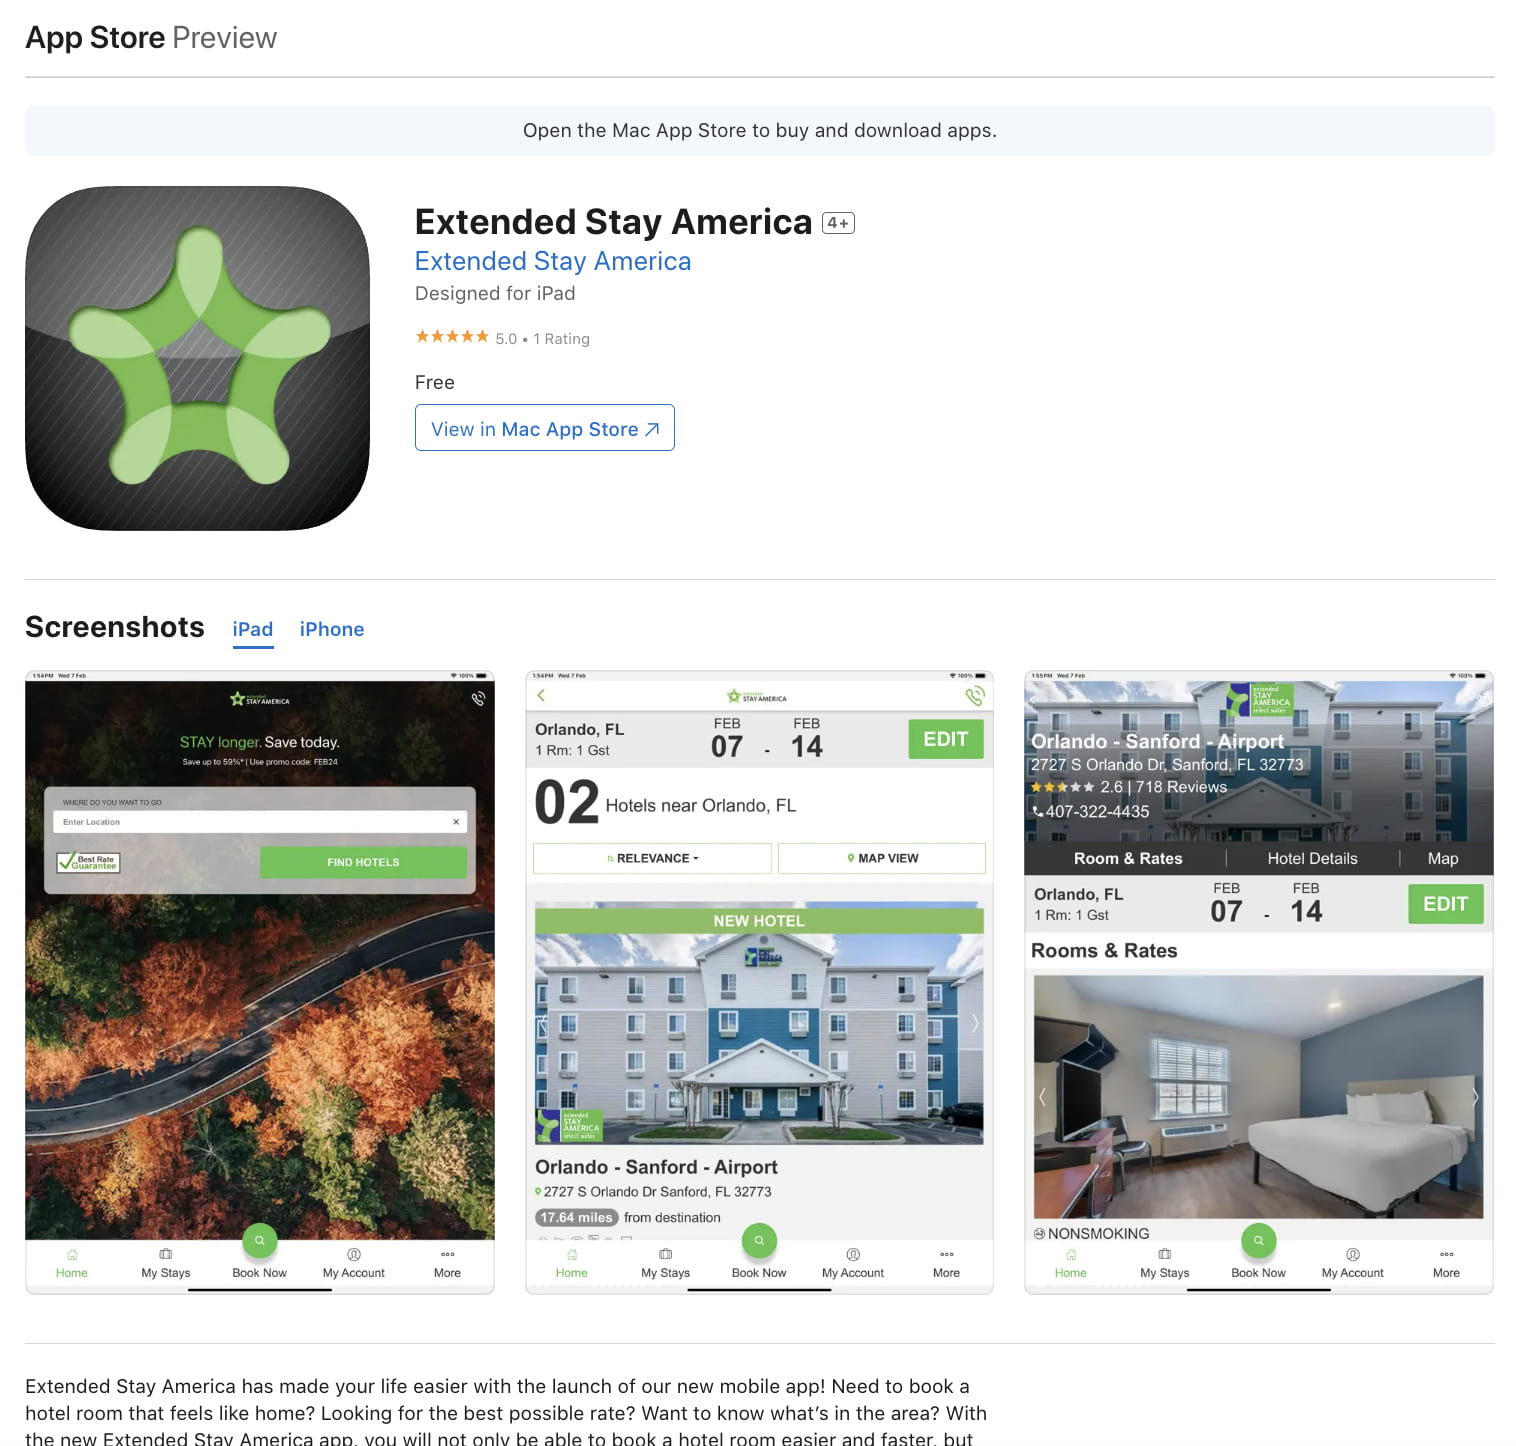 App Store Preview
Open the Mac App Store to buy and download apps.
Extended Stay America 4+
Extended Stay America
Designed for iPad
5.0 • 1 Rating
Free
View in Mac App Store
Screenshots iPad iPhone
1:54 PM Wed 7 Feb 100%
extended
STAY AMERICA
STAY longer. Save today.
Save up to 59%* | Use promo code: FEB24
WHERE DO YOU WANT TO GO
Enter Location
Best Rate
Guarantee
FIND HOTELS
Home My Stays Book Now My Account More
1:54 PM Wed 7 Feb 100%
extended
STAY AMERICA
Orlando, FL
1 Rm: 1 Gst
FEB
07 -
FEB
14
EDIT
02 Hotels near Orlando, FL
RELEVANCE
MAP VIEW
NEW HOTEL
extended
STAY
AMERICA
select suites
Orlando - Sanford - Airport
2727 S Orlando Dr Sanford, FL 32773
17.64 miles from destination
Home My Stays Book Now My Account More
1:55 PM Wed 7 Feb 100%
extended
STAY
AMERICA
select suites
Orlando - Sanford - Airport
2727 S Orlando Dr, Sanford, FL 32773
2.6 | 718 Reviews
407-322-4435
Room & Rates | Hotel Details | Map
Orlando, FL
1 Rm: 1 Gst
FEB
07 -
FEB
14
EDIT
Rooms & Rates
NONSMOKING
Home My Stays Book Now My Account More
Extended Stay America has made your life easier with the launch of our new mobile app! Need to book a
hotel room that feels like home? Looking for the best possible rate? Want to know what's in the area? With
the new Extended Stay America app, you will not only be able to book a hotel room easier and faster, but